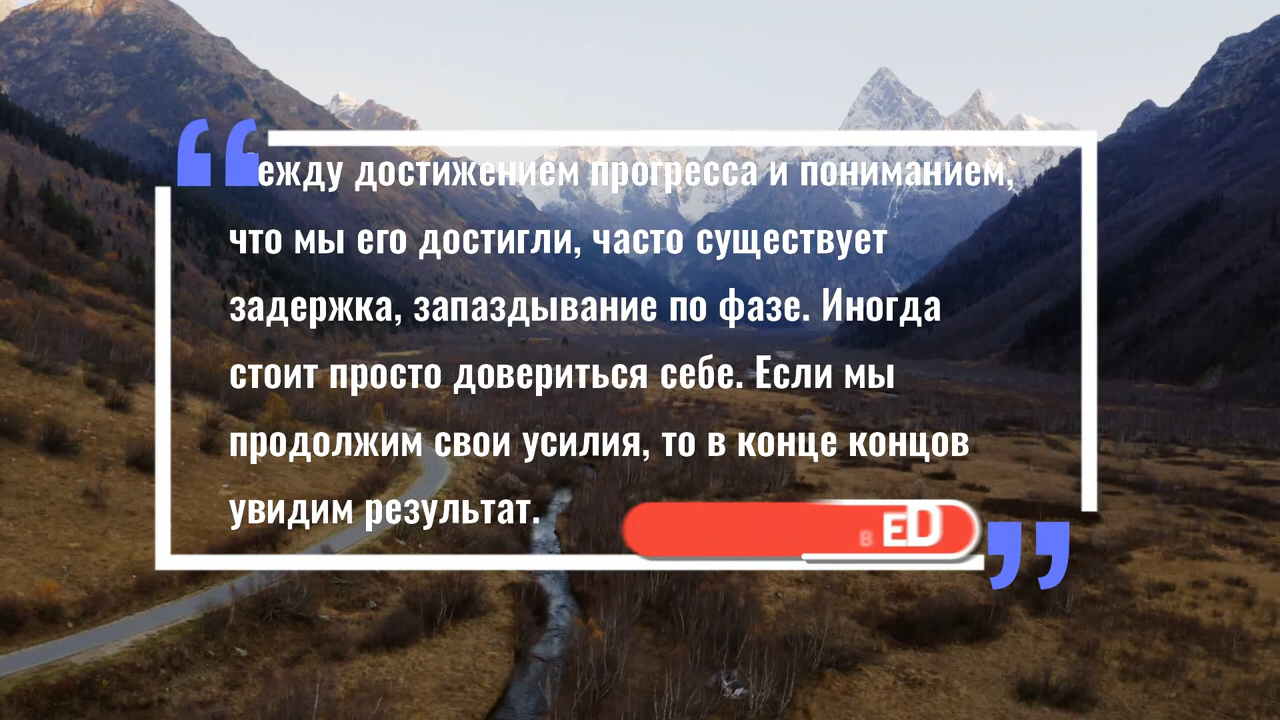 ежду достижением прогресса и пониманием,
что мы его достигли, часто существует
задержка, запаздывание по фазе. Иногда
стоит просто довериться себе. Если мы
продолжим свои усилия, то в конце концов
увидим результат.